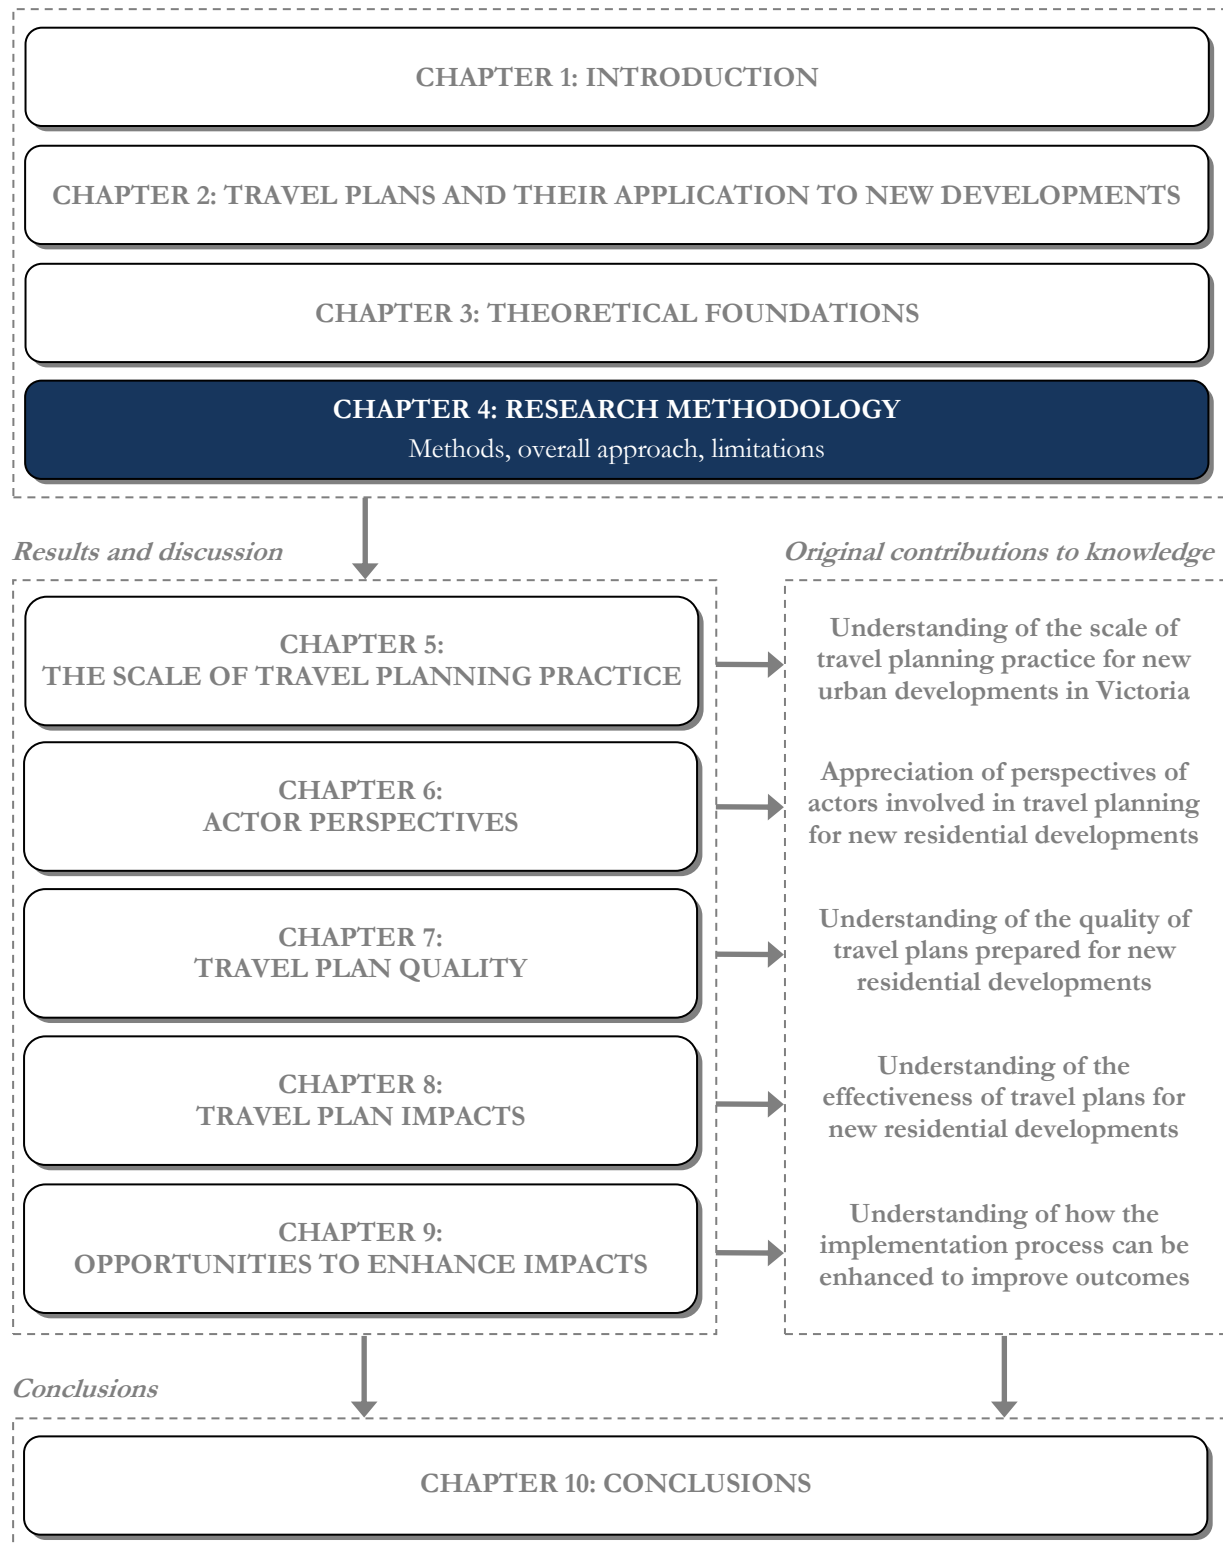 CHAPTER 1: INTRODUCTION
CHAPTER 2: TRAVEL PLANS AND THEIR APPLICATION TO NEW DEVELOPMENTS
CHAPTER 3: THEORETICAL FOUNDATIONS
CHAPTER 4: RESEARCH METHODOLOGY
Methods, overall approach, limitations
Results and discussion
CHAPTER 5:
THE SCALE OF TRAVEL PLANNING PRACTICE
CHAPTER 6:
ACTOR PERSPECTIVES
CHAPTER 7:
TRAVEL PLAN QUALITY
CHAPTER 8:
TRAVEL PLAN IMPACTS
CHAPTER 9:
OPPORTUNITIES TO ENHANCE IMPACTS
Original contributions to knowledge
Understanding of the scale of
travel planning practice for new
urban developments in Victoria
Appreciation of perspectives of
actors involved in travel planning
for new residential developments
Understanding of the quality of
travel plans prepared for new
residential developments
Understanding of the
effectiveness of travel plans for
new residential developments
Understanding of how the
implementation process can be
enhanced to improve outcomes
Conclusions
CHAPTER 10: CONCLUSIONS